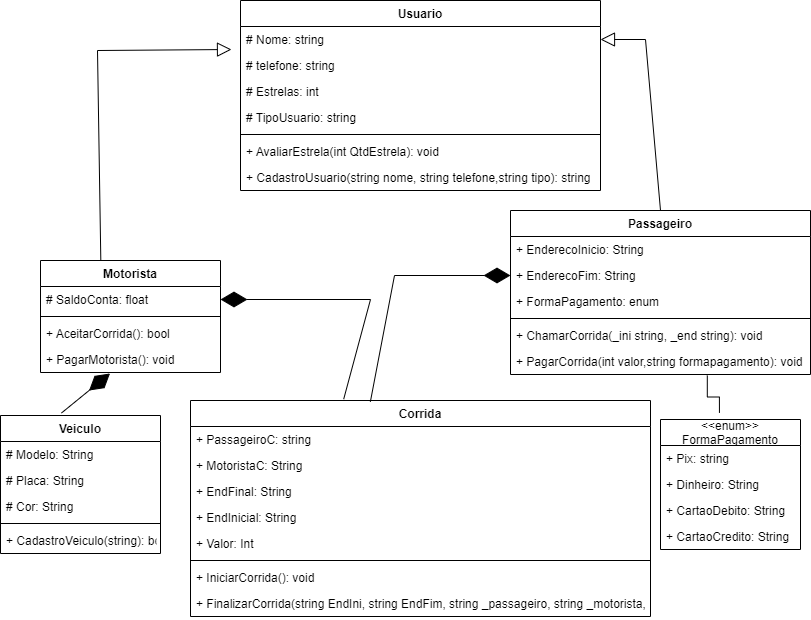 Usuario
# Nome: string
# telefone: string
# Estrelas: int
# TipoUsuario: string
+ AvaliarEstrela(int QtdEstrela): void
+ CadastroUsuario(string nome, string telefone,string tipo): string
Motorista
# SaldoConta: float
+ AceitarCorrida(): bool
+ PagarMotorista(): void
Passageiro
+ EnderecoInicio: String
+ EnderecoFim: String
+ FormaPagamento: enum
+ ChamarCorrida(_ini string, _end string): void
+ PagarCorrida(int valor,string formapagamento): void
Veiculo
# Modelo: String
# Placa: String
# Cor: String
+ CadastroVeiculo(string):
Corrida
+ PassageiroC: string
+ MotoristaC: String
+ EndFinal: String
+ EndInicial: String
+ Valor: Int
+ IniciarCorrida(): void
+ FinalizarCorrida(string EndIni, string EndFim, string _passageiro, string _motorista,
<<enum>>
FormaPagamento
+ Pix: string
+ Dinheiro: String
+ CartaoDebito: String
+ CartaoCredito: String